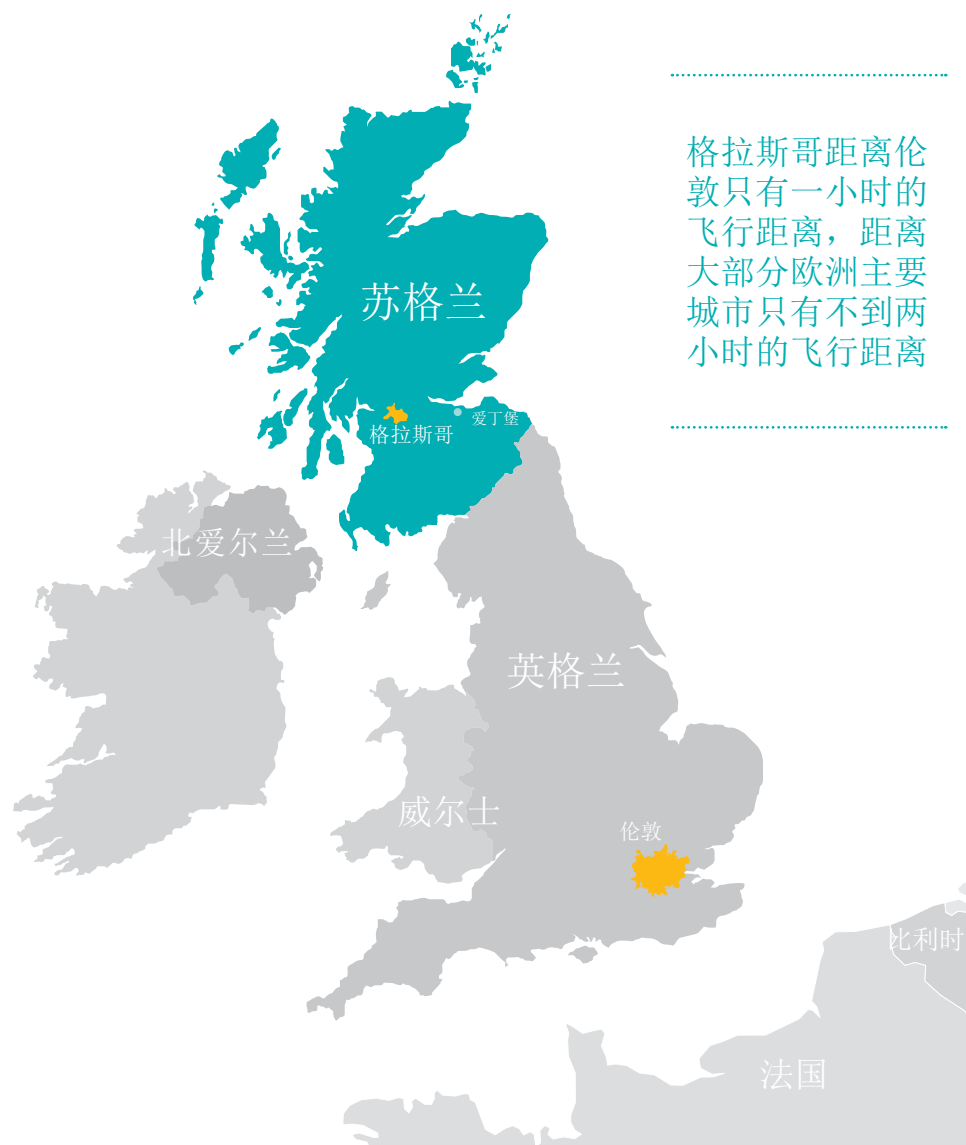 格拉斯哥距离伦
敦只有一小时的
飞行距离，距离
大部分欧洲主要
城市只有不到两
小时的飞行距离
苏格兰
爱丁堡
格拉斯哥
北爱尔兰
英格兰
威尔士
伦敦
比利时
法国